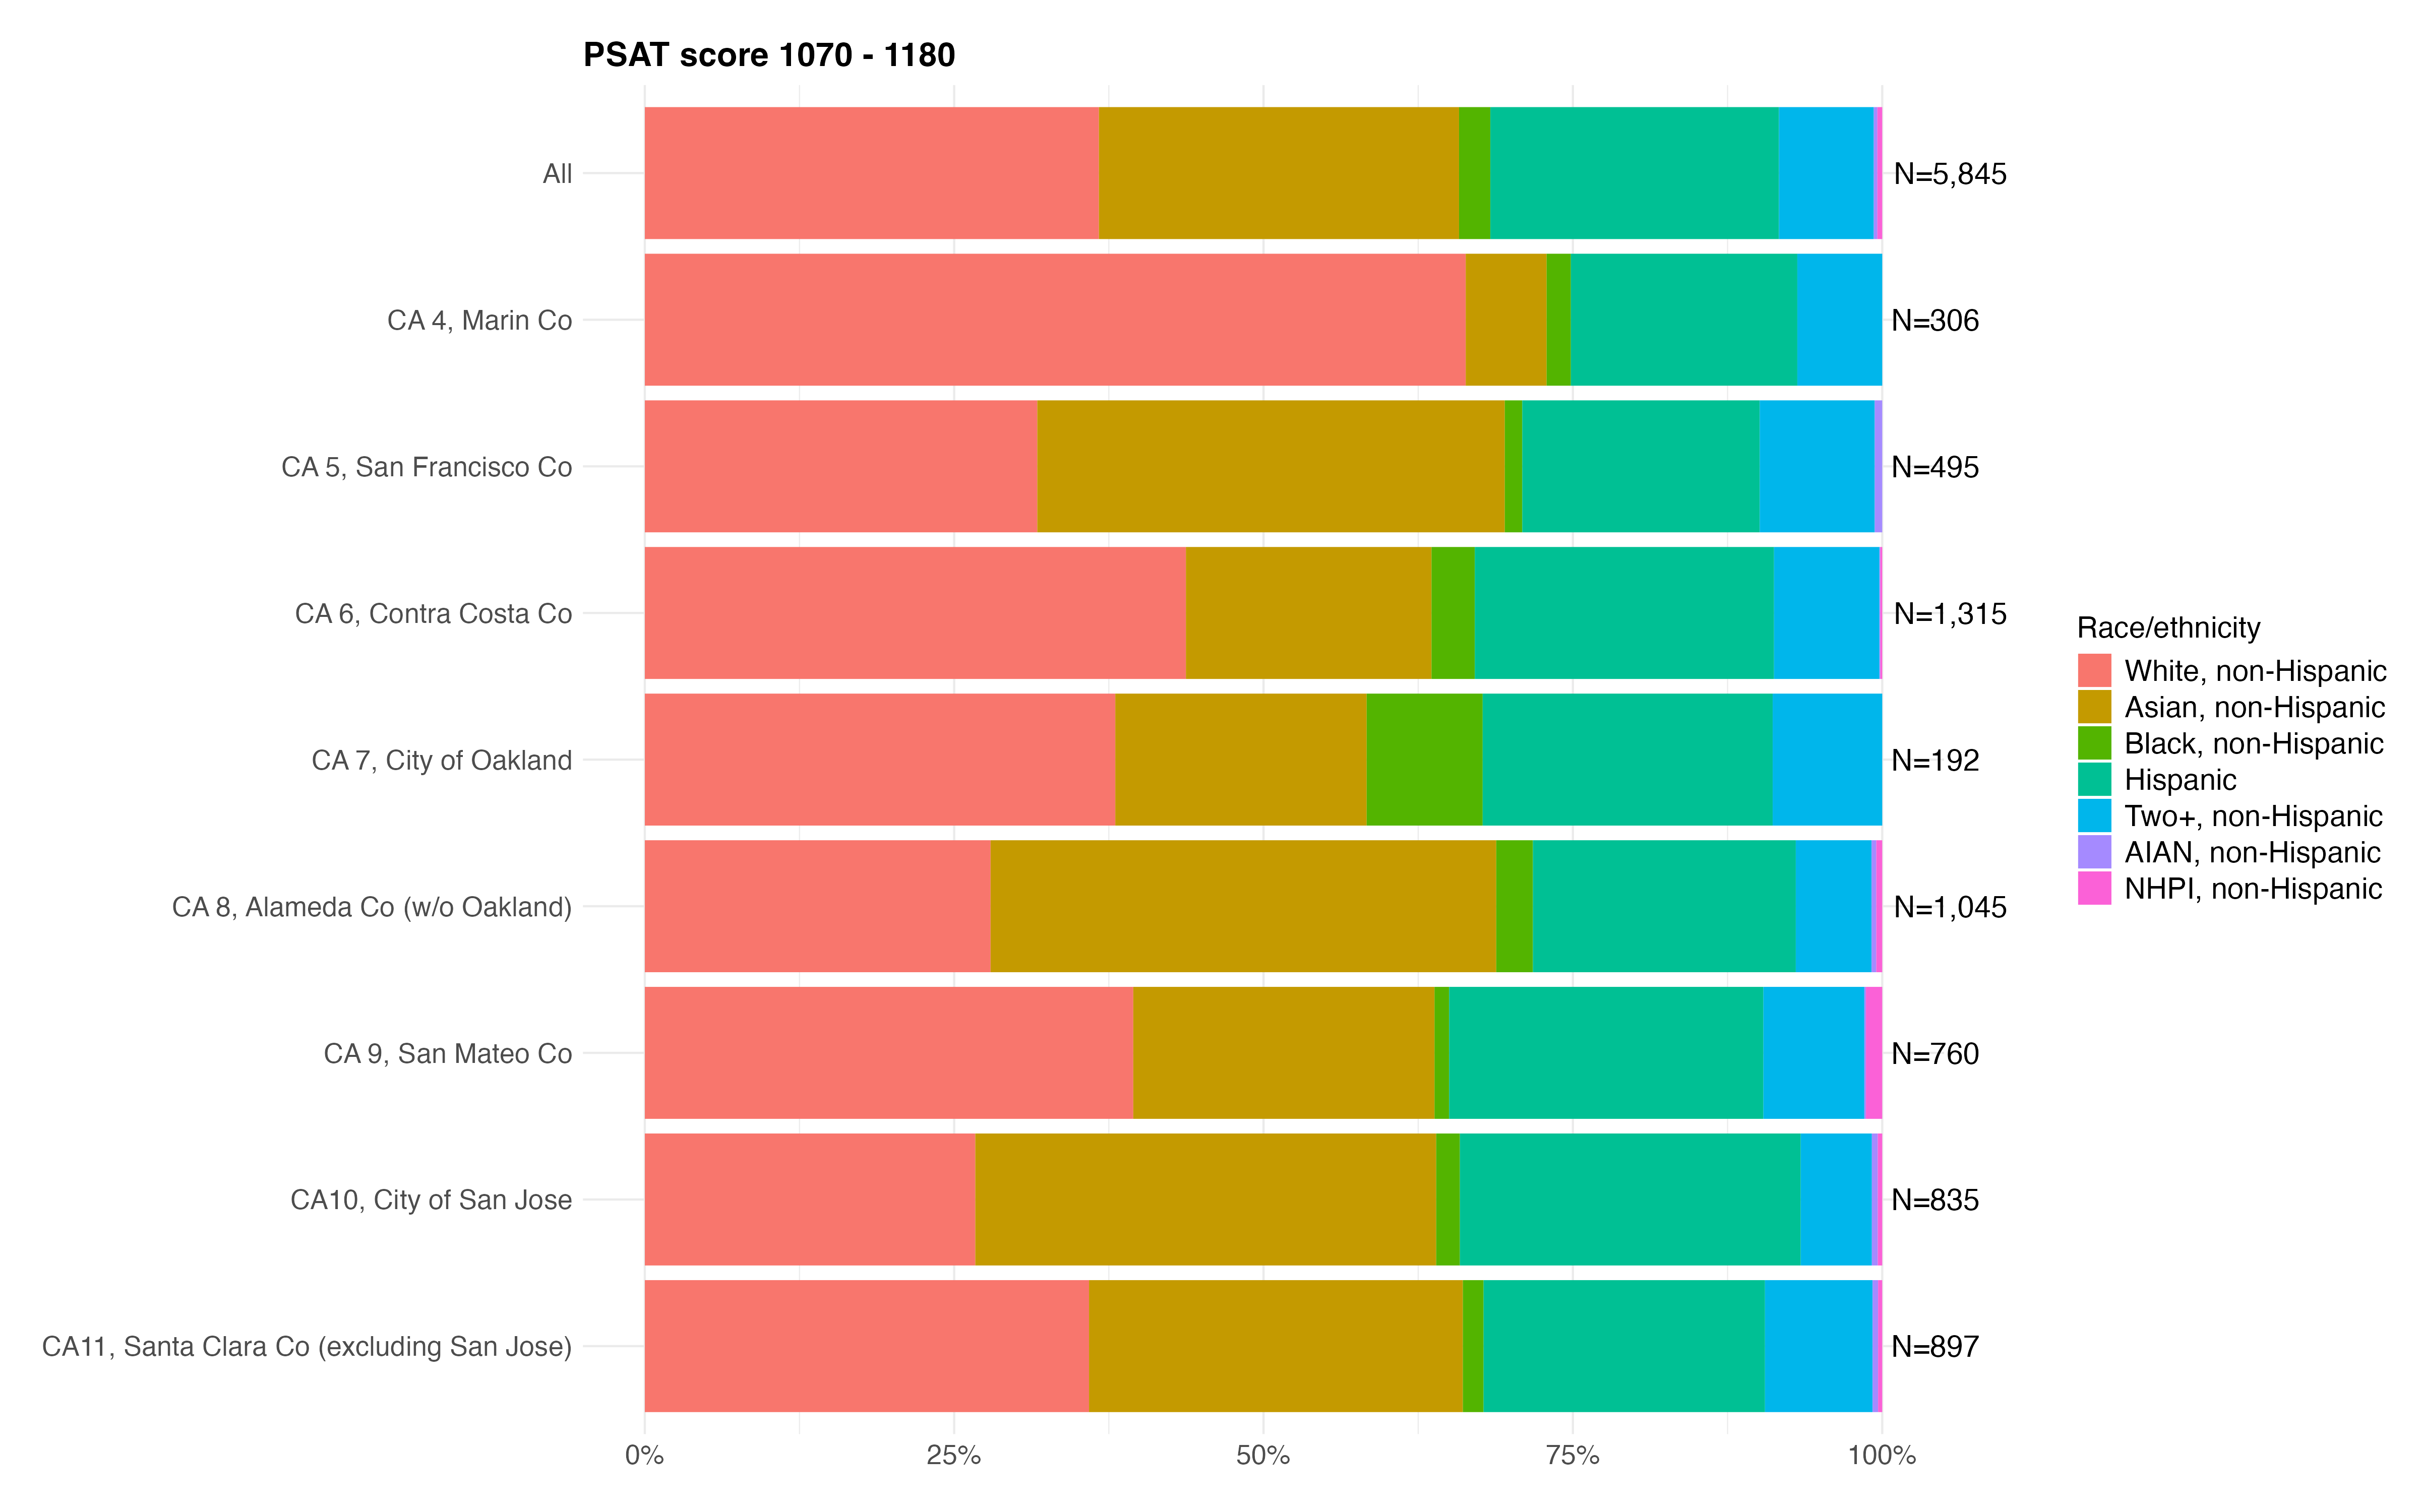 PSAT score 1070 - 1180
All
N=5,845
CA 4, Marin Co
N=306
CA 5, San Francisco Co
N=495
CA 6, Contra Costa Co
N=1,315
CA 7, City of Oakland
N=192
CA 8, Alameda Co (w/o Oakland)
N=1,045
CA 9, San Mateo Co
N=760
CA10, City of San Jose
N=835
CA11, Santa Clara Co (excluding San Jose)
N=897
0%
25%
50%
75%
100%
Race/ethnicity
White, non-Hispanic
Asian, non-Hispanic
Black, non-Hispanic
Hispanic
Two+, non-Hispanic
AIAN, non-Hispanic
NHPI, non-Hispanic